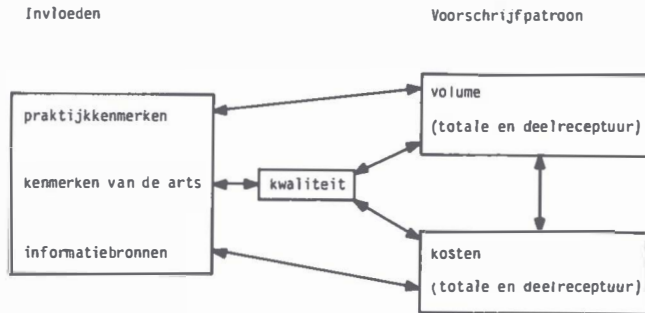 Invloeden
Voorschrijfpatroon
praktijkkenmerken
kenmerken van de arts
informatiebronnen
kwaliteit
volume
(totale en deelreceptuur)
kosten
(totale en deelreceptuur)